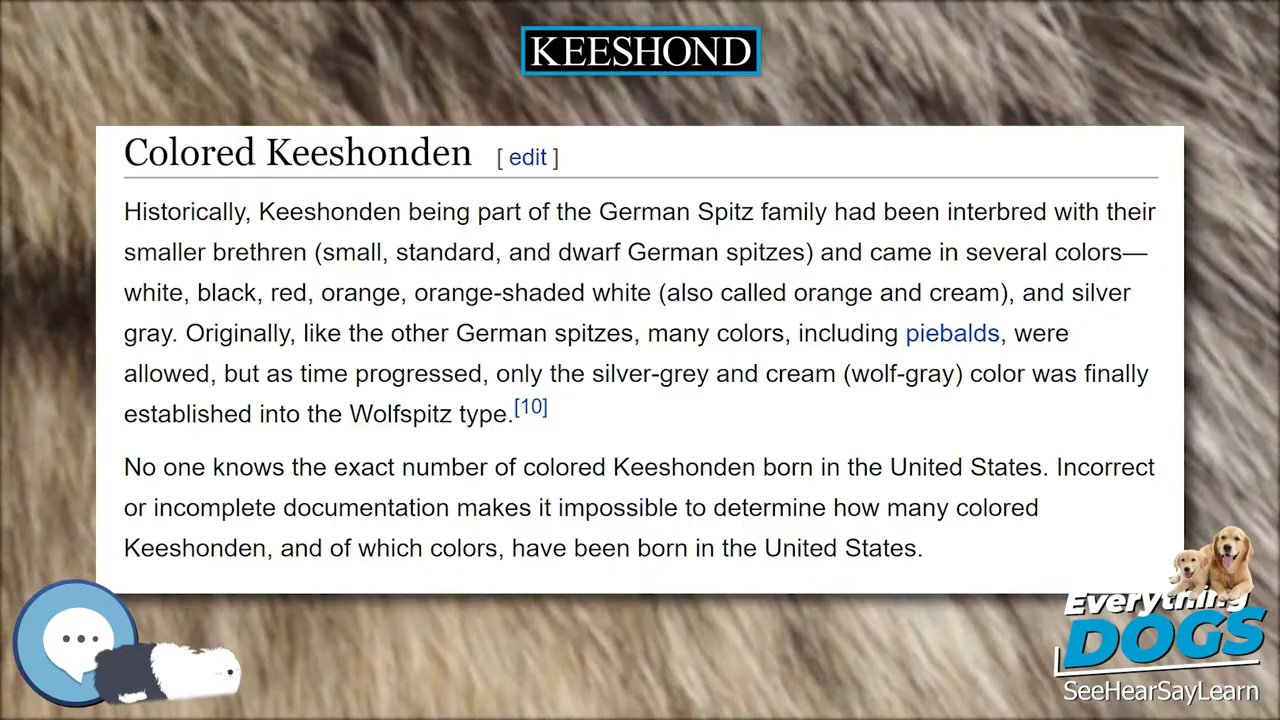 KEESHOND
Colored Keeshonden [ edit ]
Historically, Keeshonden being part of the German Spitz family had been interbred with their
smaller brethren (small, standard, and dwarf German spitzes) and came in several colors—
white, black, red, orange, orange-shaded white (also called orange and cream), and silver
gray. Originally, like the other German spitzes, many colors, including piebalds, were
allowed, but as time progressed, only the silver-grey and cream (wolf-gray) color was finally
established into the Wolfspitz type.[10]
No one knows the exact number of colored Keeshonden born in the United States. Incorrect
or incomplete documentation makes it impossible to determine how many colored
Keeshonden, and of which colors, have been born in the United States.
Everything
DOGS
SeeHearSayLearn